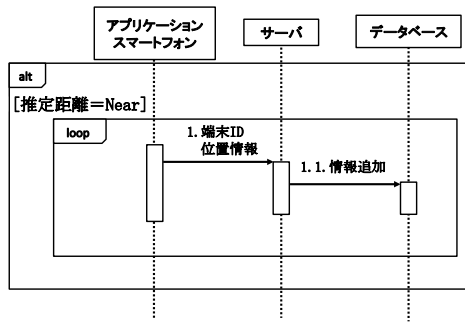 アプリケーション
スマートフォン
サーバ
データベース
alt
[推定距離＝Near]
loop
1.端末ID
位置情報
1.1.情報追加